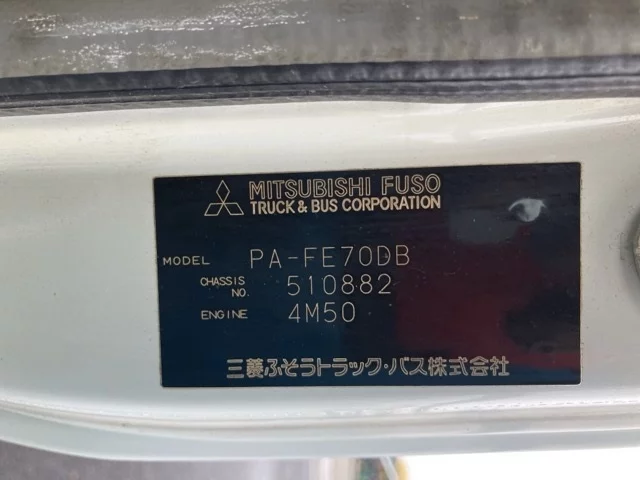 MITSUBISHI FUSO
TRUCK & BUS CORPORATION
MODEL PA-FE70DB
CHASSIS NO. 510882
ENGINE 4M50
三菱ふそうトラック・バス株式会社